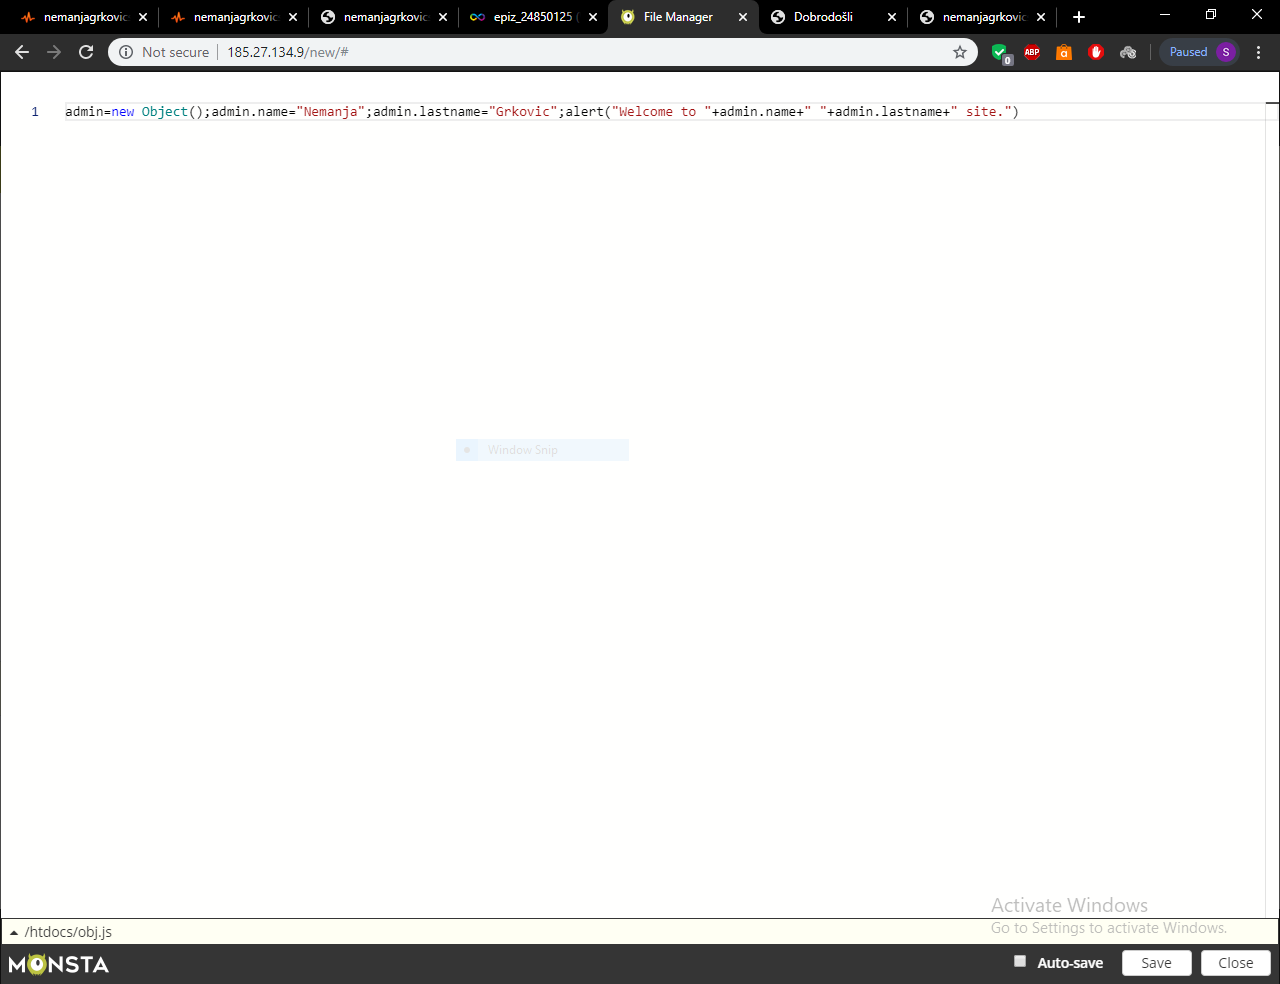 nemanjagrkovic
nemanjagrkovic
nemanjagrkovic
epiz_24850125 (
File Manager
Dobrodošli
nemanjagrkovic
Not secure
185.27.134.9/new/#
0
ABP
a
Paused
S
1 admin=new Object();admin.name="Nemanja";admin.lastname="Grkovic";alert("Welcome to "+admin.name+" "+admin.lastname+" site.")
Window Snip
Activate Windows
Go to Settings to activate Windows.
/htdocs/obj.js
MONSTA
Auto-save
Save
Close